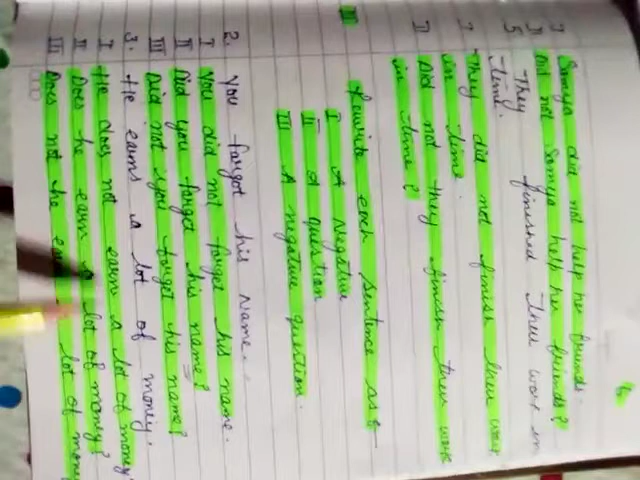 I Somya did not help her friends.
II Did not Somya help her friends?
5 They finished their work in
time.
I They did not finish their work
in time.
II Did not they finish their work
in time?
III Rewrite each sentence as :-
I A negative
II A question
III A negative question.
2. You forgot his name.
I You did not forget his name.
II Did you forget his name?
III Did not you forget his name?
3. He earns a lot of money.
I He does not earn a lot of money
II Does he earn a lot of money?
III Does not he earn lot of money